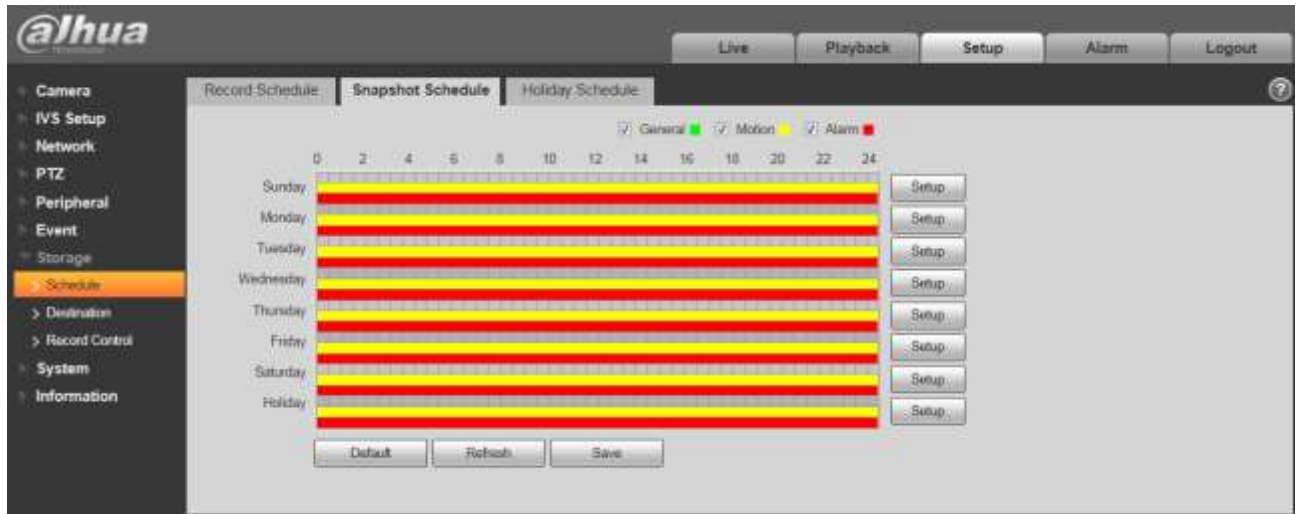 alhua
TECHNOLOGY
Live Playback Setup Alarm Logout
Camera
IVS Setup
Network
PTZ
Peripheral
Event
Storage
> Schedule
> Destination
> Record Control
System
Information
Record Schedule Snapshot Schedule Holiday Schedule ?
General Motion Alarm
0 2 4 6 8 10 12 14 16 18 20 22 24
Sunday Setup
Monday Setup
Tuesday Setup
Wednesday Setup
Thursday Setup
Friday Setup
Saturday Setup
Holiday Setup
Default Refresh Save